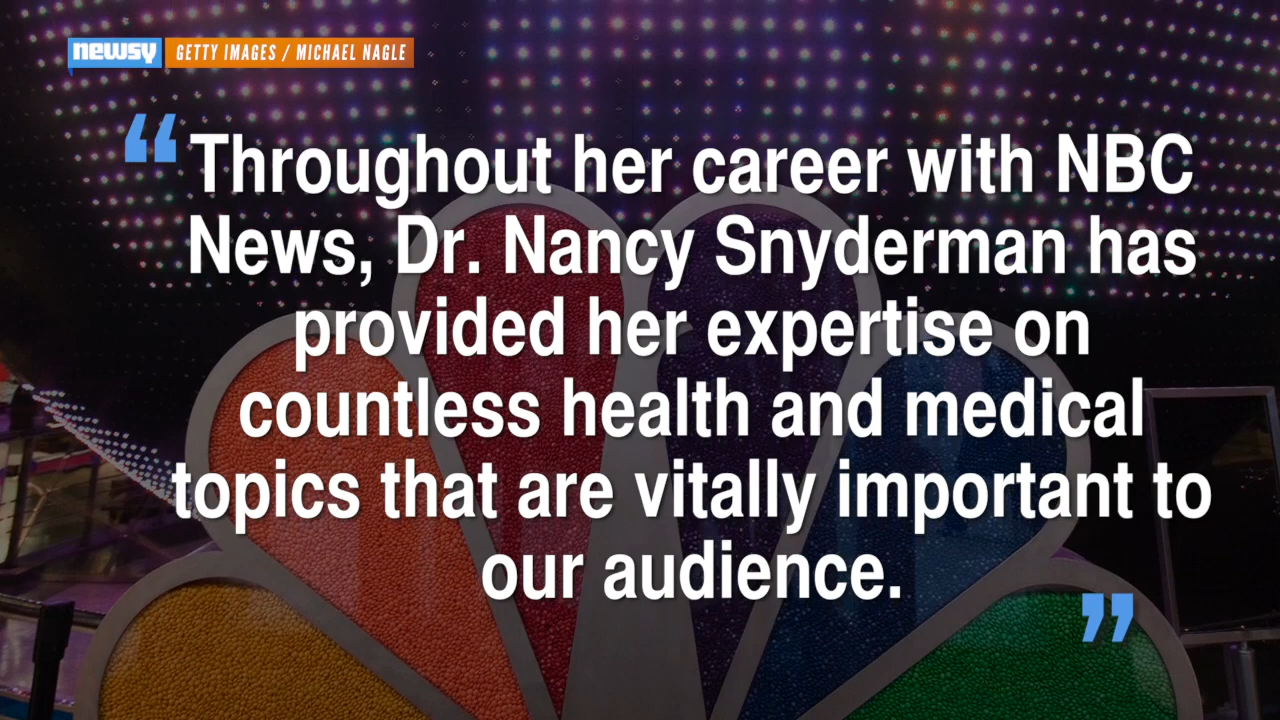 newsy GETTY IMAGES / MICHAEL NAGLE
“Throughout her career with NBC
News, Dr. Nancy Snyderman has
provided her expertise on
countless health and medical
topics that are vitally important to
our audience.
”